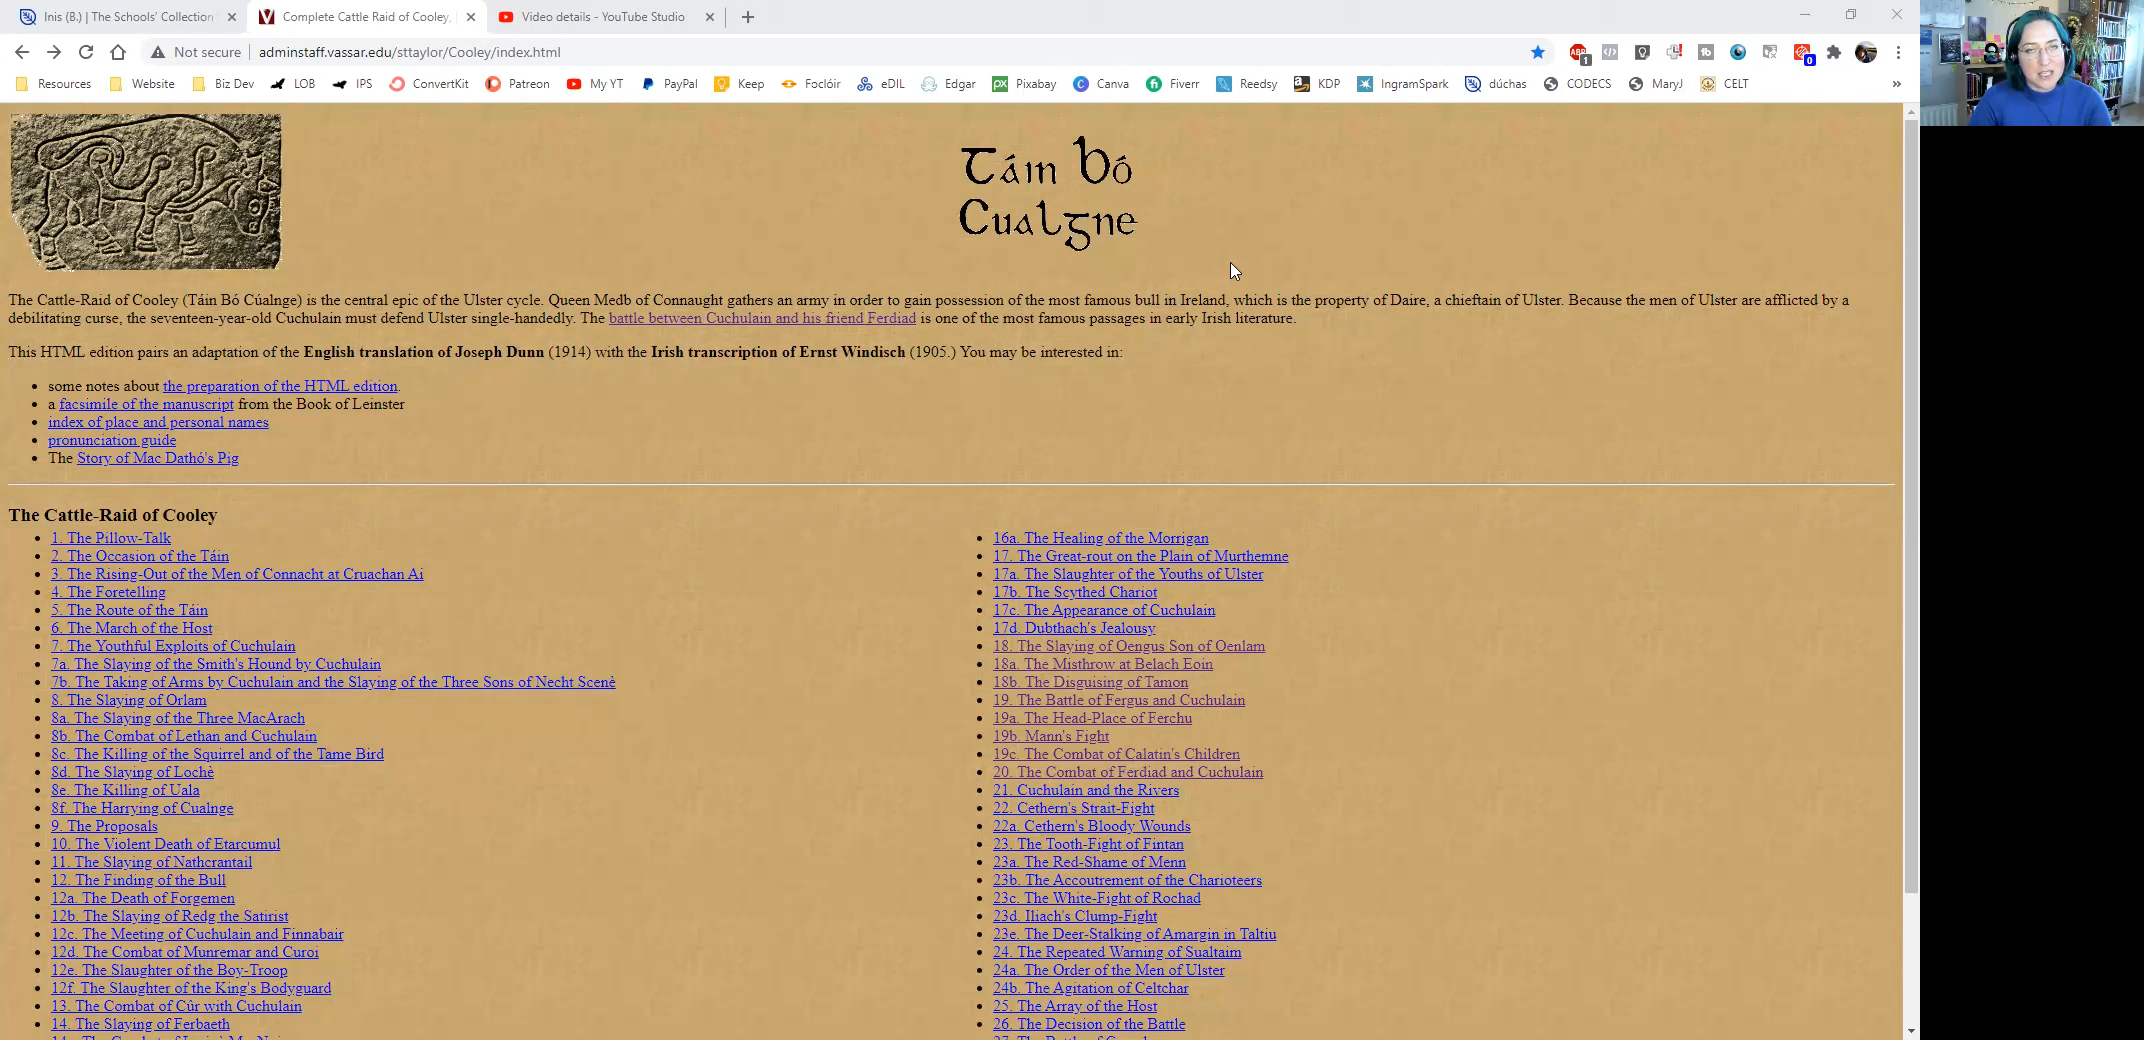 Inis (B.) | The Schools' Collection
Complete Cattle Raid of Cooley,
Video details - YouTube Studio
Not secure
adminstaff.vassar.edu/sttaylor/Cooley/index.html
Resources Website Biz Dev LOB IPS ConvertKit Patreon My YT PayPal Keep Foclóir eDIL Edgar Pixabay Canva Fiverr Reedsy KDP IngramSpark dúchas CODECS MaryJ CELT
Táin Bó
Cualgne
The Cattle-Raid of Cooley (Táin Bó Cúalnge) is the central epic of the Ulster cycle. Queen Medb of Connaught gathers an army in order to gain possession of the most famous bull in Ireland, which is the property of Daire, a chieftain of Ulster. Because the men of Ulster are afflicted by a
debilitating curse, the seventeen-year-old Cuchulain must defend Ulster single-handedly. The battle between Cuchulain and his friend Ferdiad is one of the most famous passages in early Irish literature.
This HTML edition pairs an adaptation of the English translation of Joseph Dunn (1914) with the Irish transcription of Ernst Windisch (1905.) You may be interested in:
some notes about the preparation of the HTML edition.
a facsimile of the manuscript from the Book of Leinster
index of place and personal names
pronunciation guide
The Story of Mac Dathó's Pig
The Cattle-Raid of Cooley
1. The Pillow-Talk
2. The Occasion of the Táin
3. The Rising-Out of the Men of Connacht at Cruachan Ai
4. The Foretelling
5. The Route of the Táin
6. The March of the Host
7. The Youthful Exploits of Cuchulain
7a. The Slaying of the Smith's Hound by Cuchulain
7b. The Taking of Arms by Cuchulain and the Slaying of the Three Sons of Necht Scenè
8. The Slaying of Orlam
8a. The Slaying of the Three MacArach
8b. The Combat of Lethan and Cuchulain
8c. The Killing of the Squirrel and of the Tame Bird
8d. The Slaying of Lochè
8e. The Killing of Uala
8f. The Harrying of Cualnge
9. The Proposals
10. The Violent Death of Etarcumul
11. The Slaying of Nathcrantail
12. The Finding of the Bull
12a. The Death of Forgemen
12b. The Slaying of Redg the Satirist
12c. The Meeting of Cuchulain and Finnabair
12d. The Combat of Munremar and Curoi
12e. The Slaughter of the Boy-Troop
12f. The Slaughter of the King's Bodyguard
13. The Combat of Cûr with Cuchulain
14. The Slaying of Ferbaeth
16a. The Healing of the Morrigan
17. The Great-rout on the Plain of Murthemne
17a. The Slaughter of the Youths of Ulster
17b. The Scythed Chariot
17c. The Appearance of Cuchulain
17d. Dubthach's Jealousy
18. The Slaying of Oengus Son of Oenlam
18a. The Misthrow at Belach Eoin
18b. The Disguising of Tamon
19. The Battle of Fergus and Cuchulain
19a. The Head-Place of Ferchu
19b. Mann's Fight
19c. The Combat of Calatin's Children
20. The Combat of Ferdiad and Cuchulain
21. Cuchulain and the Rivers
22. Cethern's Strait-Fight
22a. Cethern's Bloody Wounds
23. The Tooth-Fight of Fintan
23a. The Red-Shame of Menn
23b. The Accoutrement of the Charioteers
23c. The White-Fight of Rochad
23d. Iliach's Clump-Fight
23e. The Deer-Stalking of Amargin in Taltiu
24. The Repeated Warning of Sualtaim
24a. The Order of the Men of Ulster
24b. The Agitation of Celtchar
25. The Array of the Host
26. The Decision of the Battle